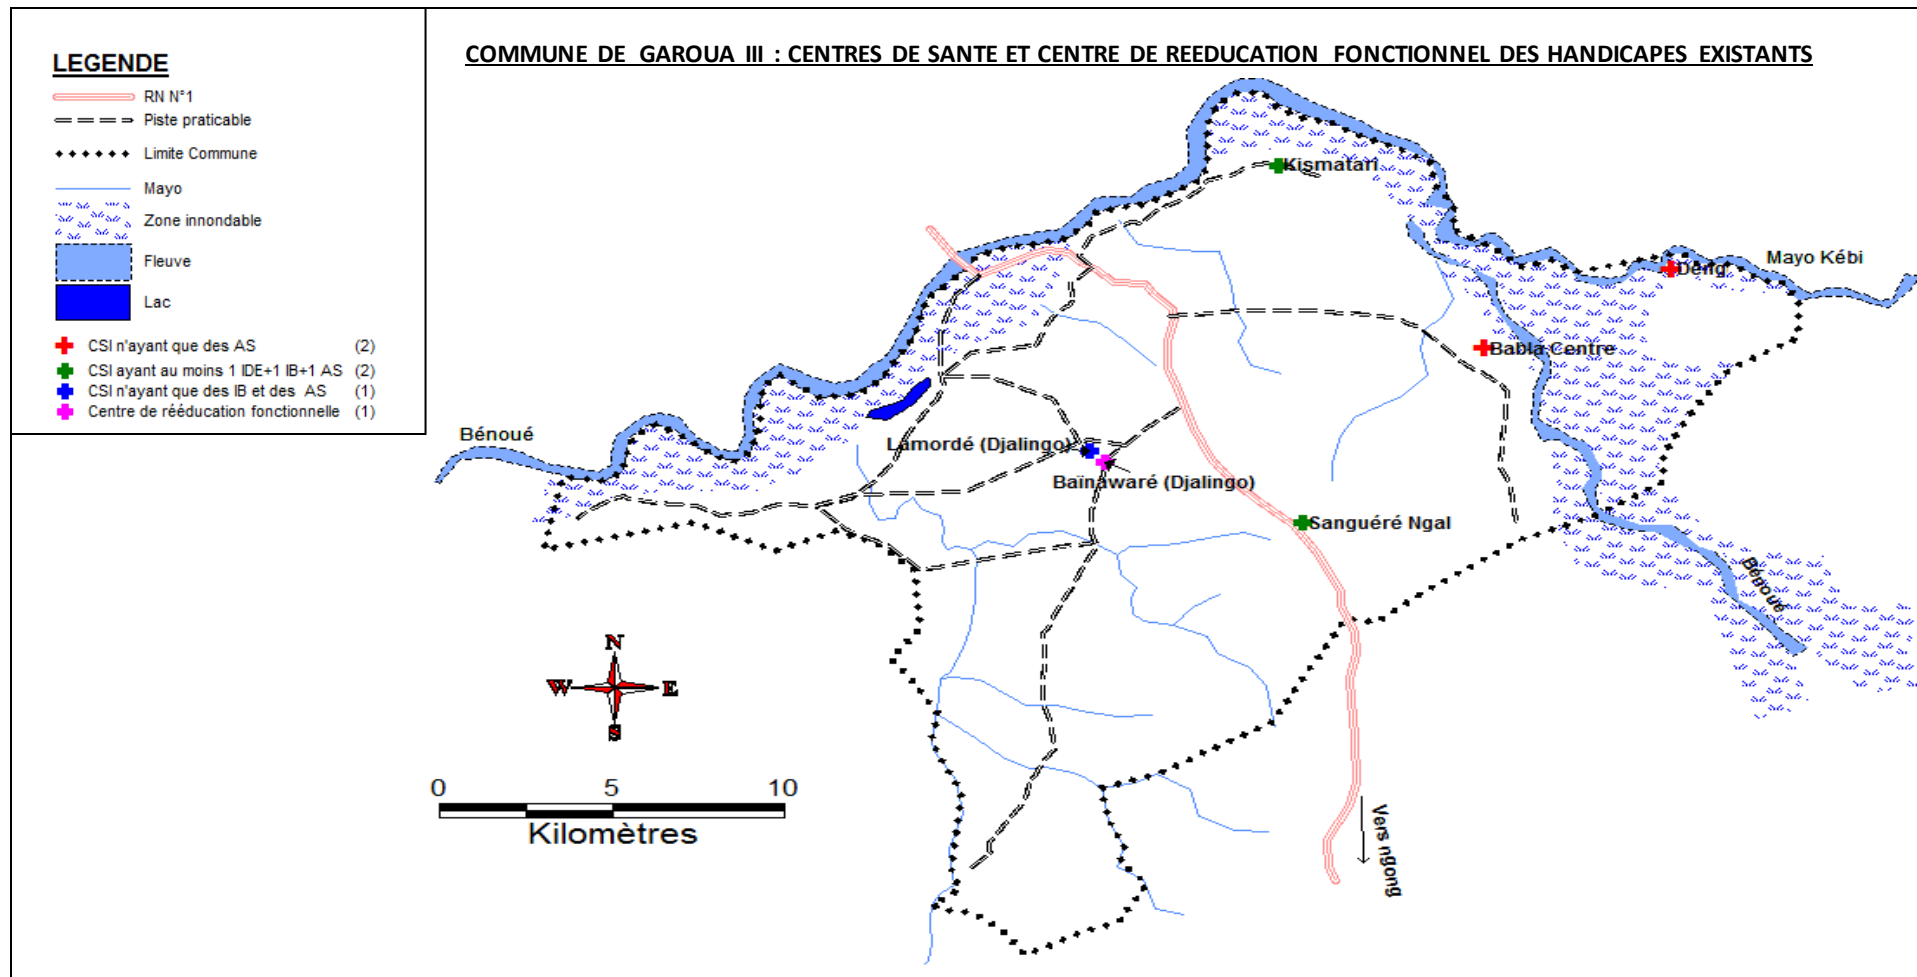 COMMUNE DE GAROUA III : CENTRES DE SANTE ET CENTRE DE REEDUCATION FONCTIONNEL DES HANDICAPES EXISTANTS
LEGENDE
RN N°1
Piste praticable
Limite Commune
Mayo
Zone innondable
Fleuve
Lac
CSI n'ayant que des AS (2)
CSI ayant au moins 1 IDE+1 IB+1 AS (2)
CSI n'ayant que des IB et des AS (1)
Centre de rééducation fonctionnelle (1)
Kismatari
Mayo Kébi
Deng
Babla Centre
Bénoué
Lamordé (Djalingo)
Baïnawaré (Djalingo)
Sanguéré Ngal
Bénoué
N
W E
S
0 5 10
Kilomètres
Vers ngong